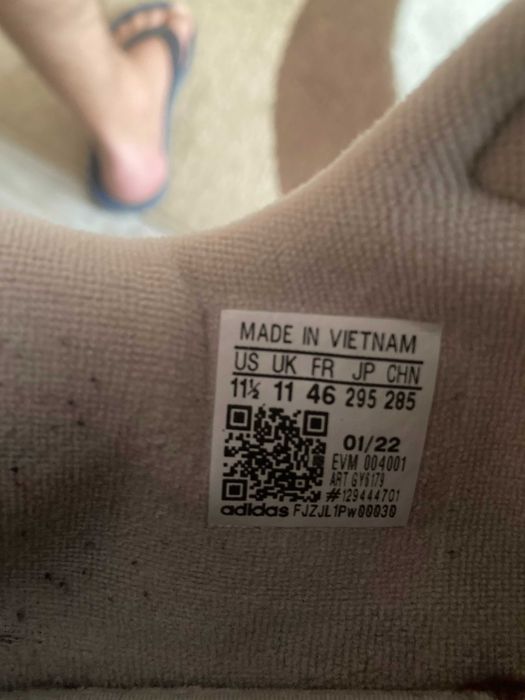 MADE IN VIETNAM
US UK FR JP CHN
11½ 11 46 295 285
01/22
EVM 004001
ART GY6179
#129444701
adidas FJZJL1Pw00030